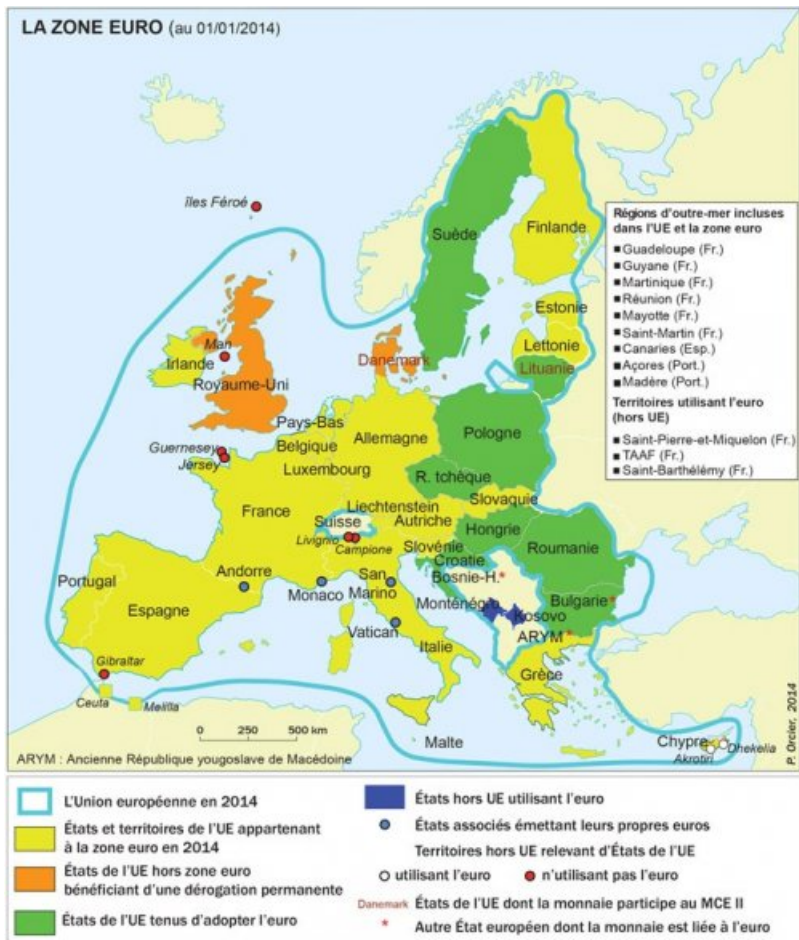 LA ZONE EURO (au 01/01/2014)
îles Féroé
Suède
Finlande
Estonie
Lettonie
Lituanie
Man
Irlande
Royaume-Uni
Danemark
Pays-Bas
Belgique
Allemagne
Pologne
Guernesey
Jersey
Luxembourg
R. tchèque
Slovaquie
France
Liechtenstein
Suisse
Autriche
Hongrie
Livignio
Campione
Slovénie
Roumanie
Croatie
Andorre
San
Marino
Bosnie-H.*
Monaco
Monténégro
Kosovo
Bulgarie*
Portugal
Espagne
Vatican
Italie
ARYM*
Gibraltar
Grèce
Ceuta
Melilla
Malte
Chypre
Dhekelia
Akrotiri
0 250 500 km
ARYM : Ancienne République yougoslave de Macédoine
P. Orcier, 2014
Régions d'outre-mer incluses
dans l'UE et la zone euro
Guadeloupe (Fr.)
Guyane (Fr.)
Martinique (Fr.)
Réunion (Fr.)
Mayotte (Fr.)
Saint-Martin (Fr.)
Canaries (Esp.)
Açores (Port.)
Madère (Port.)
Territoires utilisant l'euro
(hors UE)
Saint-Pierre-et-Miquelon (Fr.)
TAAF (Fr.)
Saint-Barthélémy (Fr.)
L'Union européenne en 2014
États et territoires de l'UE appartenant
à la zone euro en 2014
États de l'UE hors zone euro
bénéficiant d'une dérogation permanente
États de l'UE tenus d'adopter l'euro
États hors UE utilisant l'euro
États associés émettant leurs propres euros
Territoires hors UE relevant d'États de l'UE
utilisant l'euro n'utilisant pas l'euro
Danemark États de l'UE dont la monnaie participe au MCE II
* Autre État européen dont la monnaie est liée à l'euro